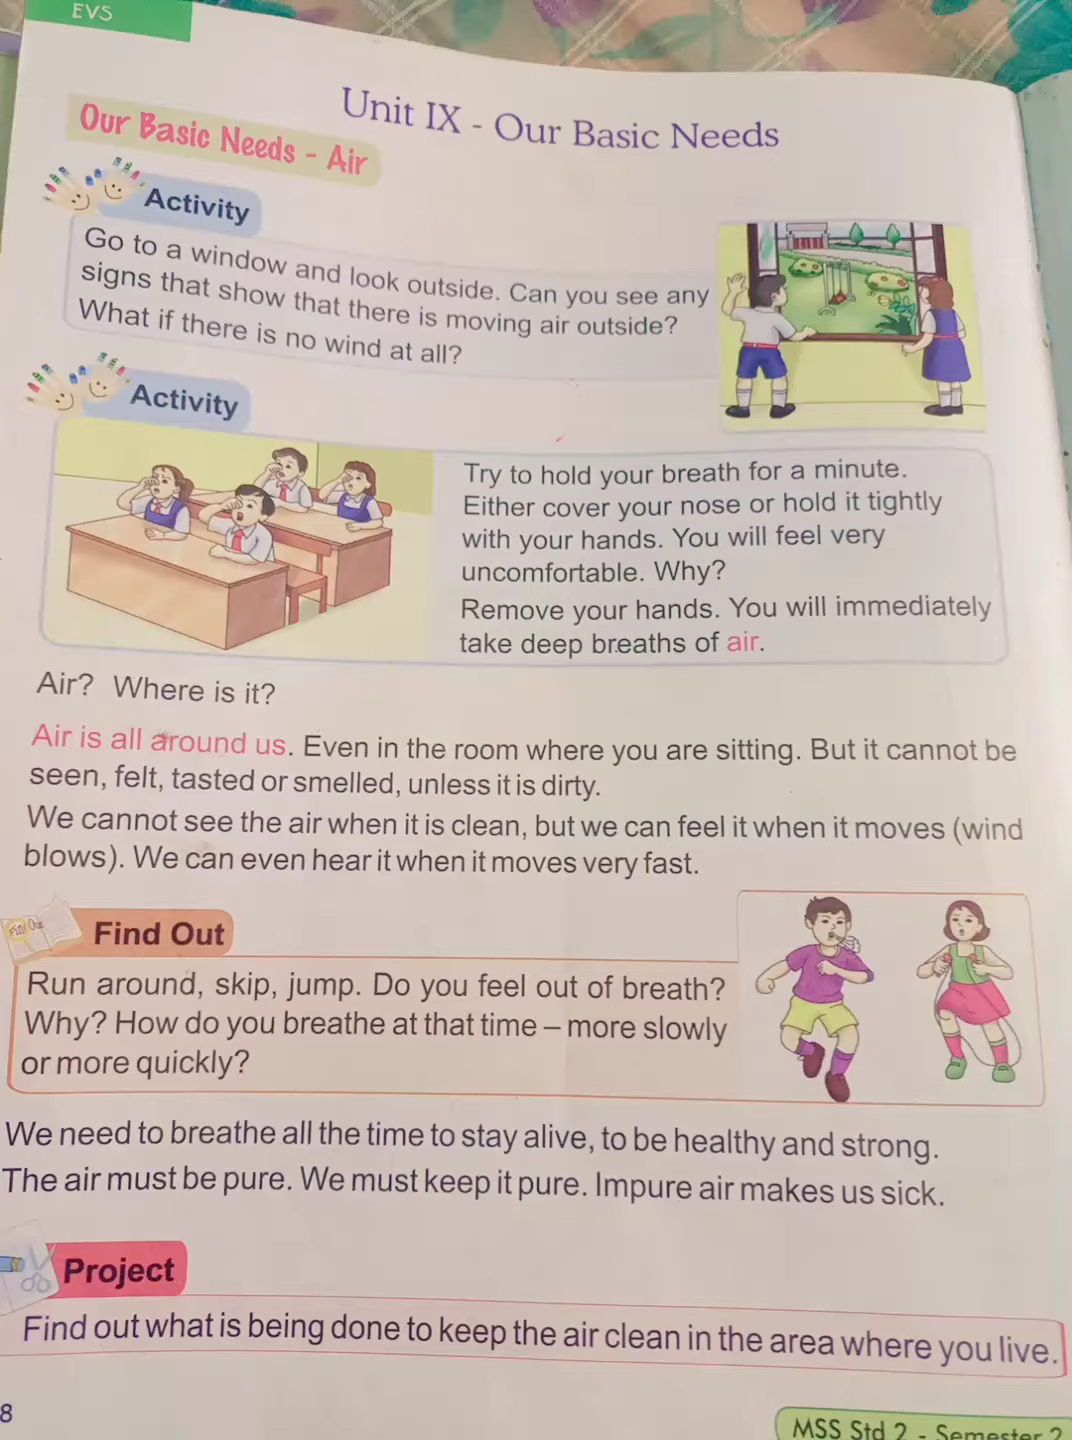 EVS
Unit IX - Our Basic Needs
Our Basic Needs - Air
Activity
Go to a window and look outside. Can you see any
signs that show that there is moving air outside?
What if there is no wind at all?
Activity
Try to hold your breath for a minute.
Either cover your nose or hold it tightly
with your hands. You will feel very
uncomfortable. Why?
Remove your hands. You will immediately
take deep breaths of air.
Air? Where is it?
Air is all around us. Even in the room where you are sitting. But it cannot be
seen, felt, tasted or smelled, unless it is dirty.
We cannot see the air when it is clean, but we can feel it when it moves (wind
blows). We can even hear it when it moves very fast.
Find Out
Find Out
Run around, skip, jump. Do you feel out of breath?
Why? How do you breathe at that time – more slowly
or more quickly?
We need to breathe all the time to stay alive, to be healthy and strong.
The air must be pure. We must keep it pure. Impure air makes us sick.
Project
Find out what is being done to keep the air clean in the area where you live.
8
MSS Std 2 - Semester 2